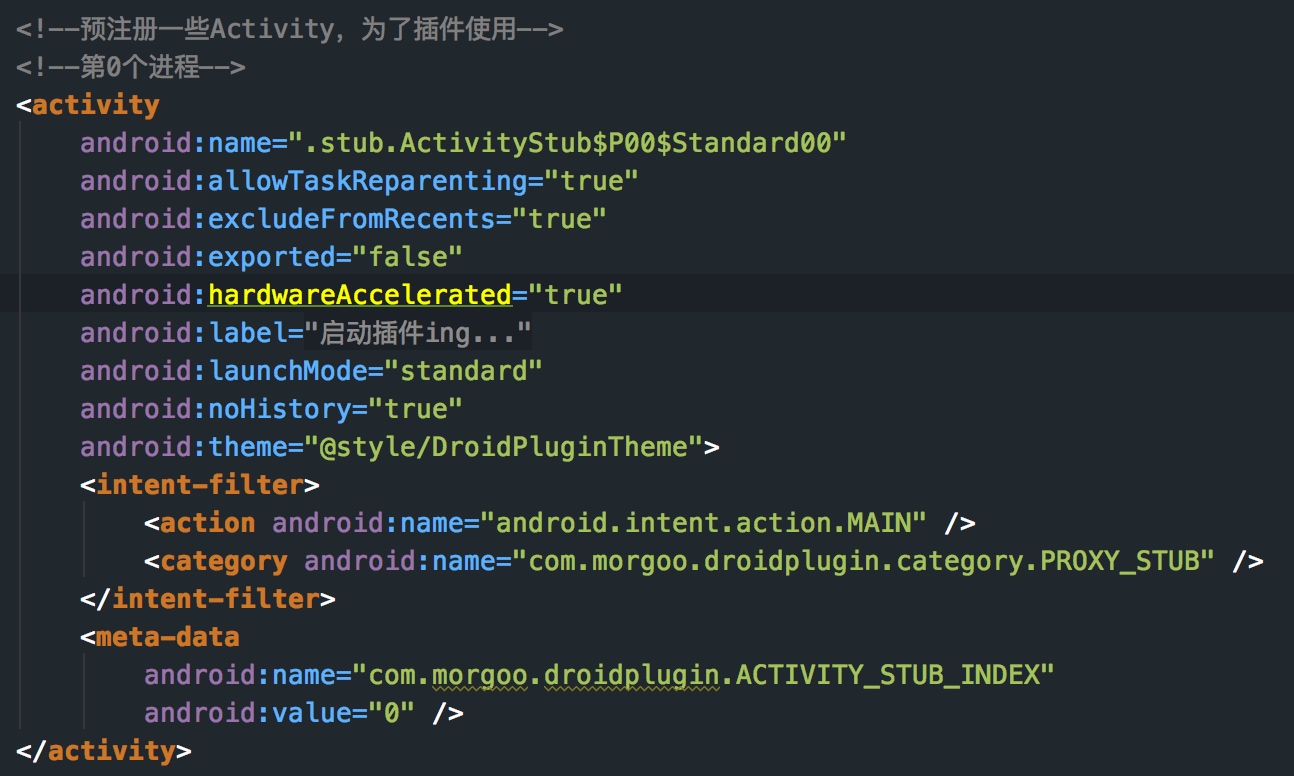 <!--预注册一些Activity，为了插件使用-->
<!--第0个进程-->
<activity
    android:name=".stub.ActivityStub$P00$Standard00"
    android:allowTaskReparenting="true"
    android:excludeFromRecents="true"
    android:exported="false"
    android:hardwareAccelerated="true"
    android:label="启动插件ing..."
    android:launchMode="standard"
    android:noHistory="true"
    android:theme="@style/DroidPluginTheme">
    <intent-filter>
        <action android:name="android.intent.action.MAIN" />
        <category android:name="com.morgoo.droidplugin.category.PROXY_STUB" />
    </intent-filter>
    <meta-data
        android:name="com.morgoo.droidplugin.ACTIVITY_STUB_INDEX"
        android:value="0" />
</activity>